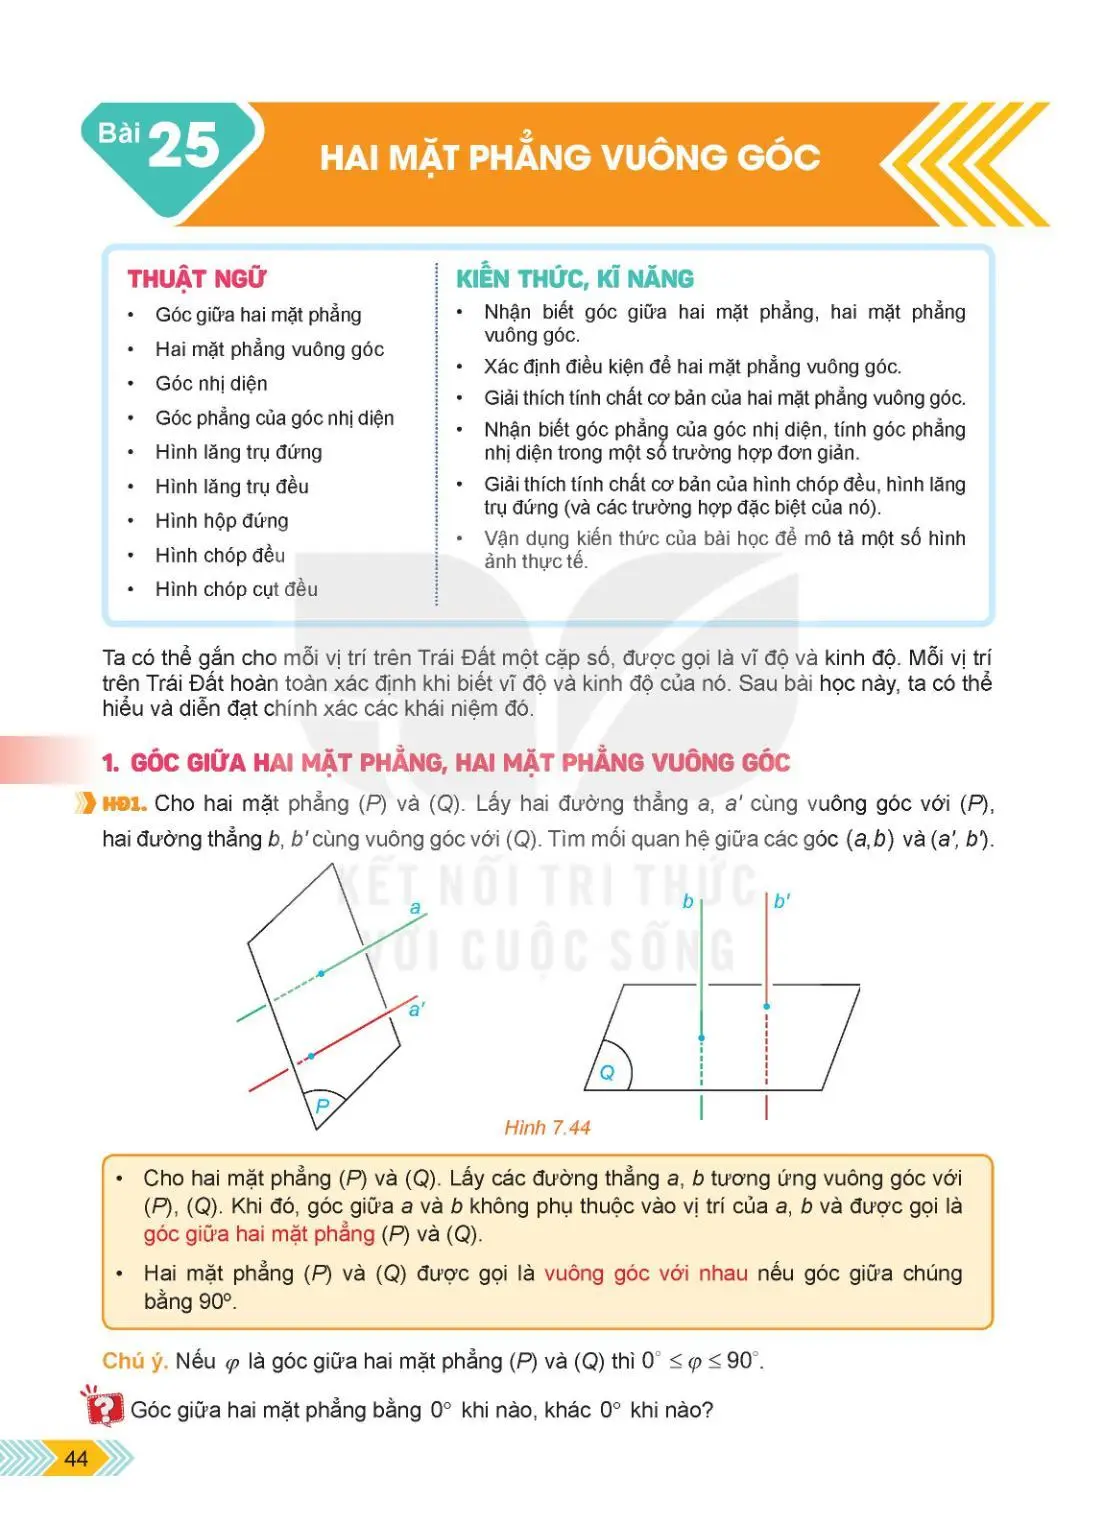 Bài 25
HAI MẶT PHẲNG VUÔNG GÓC
THUẬT NGỮ
• Góc giữa hai mặt phẳng
• Hai mặt phẳng vuông góc
• Góc nhị diện
• Góc phẳng của góc nhị diện
• Hình lăng trụ đứng
• Hình lăng trụ đều
• Hình hộp đứng
• Hình chóp đều
• Hình chóp cụt đều
KIẾN THỨC, KĨ NĂNG
• Nhận biết góc giữa hai mặt phẳng, hai mặt phẳng
vuông góc.
• Xác định điều kiện để hai mặt phẳng vuông góc.
• Giải thích tính chất cơ bản của hai mặt phẳng vuông góc.
• Nhận biết góc phẳng của góc nhị diện, tính góc phẳng
nhị diện trong một số trường hợp đơn giản.
• Giải thích tính chất cơ bản của hình chóp đều, hình lăng
trụ đứng (và các trường hợp đặc biệt của nó).
• Vận dụng kiến thức của bài học để mô tả một số hình
ảnh thực tế.
Ta có thể gắn cho mỗi vị trí trên Trái Đất một cặp số, được gọi là vĩ độ và kinh độ. Mỗi vị trí
trên Trái Đất hoàn toàn xác định khi biết vĩ độ và kinh độ của nó. Sau bài học này, ta có thể
hiểu và diễn đạt chính xác các khái niệm đó.
1. GÓC GIỮA HAI MẶT PHẲNG, HAI MẶT PHẲNG VUÔNG GÓC
HĐ1. Cho hai mặt phẳng (P) và (Q). Lấy hai đường thẳng a, a' cùng vuông góc với (P),
hai đường thẳng b, b' cùng vuông góc với (Q). Tìm mối quan hệ giữa các góc (a,b) và (a', b').
KẾT NỐI TRI THỨC
VỚI CUỘC SỐNG
a
a'
P
b
b'
Q
Hình 7.44
• Cho hai mặt phẳng (P) và (Q). Lấy các đường thẳng a, b tương ứng vuông góc với
(P), (Q). Khi đó, góc giữa a và b không phụ thuộc vào vị trí của a, b và được gọi là
góc giữa hai mặt phẳng (P) và (Q).
• Hai mặt phẳng (P) và (Q) được gọi là vuông góc với nhau nếu góc giữa chúng
bằng 90º.
Chú ý. Nếu φ là góc giữa hai mặt phẳng (P) và (Q) thì 0° ≤ φ ≤ 90°.
? Góc giữa hai mặt phẳng bằng 0° khi nào, khác 0° khi nào?
44